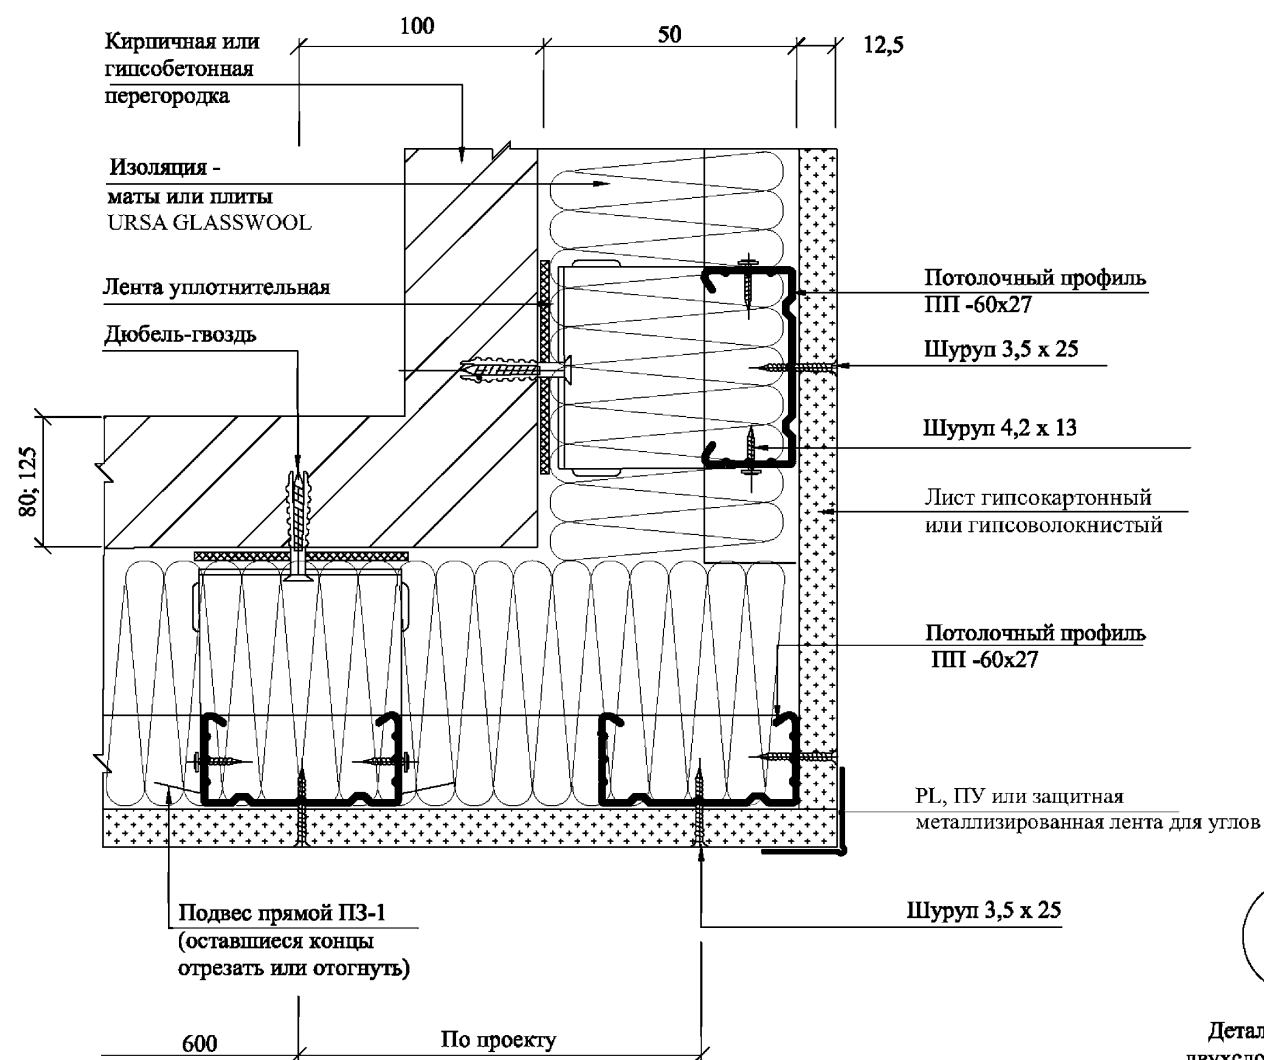 100
50
12,5
Кирпичная или
гипсобетонная
перегородка
Изоляция -
маты или плиты
URSA GLASSWOOL
Лента уплотнительная
Дюбель-гвоздь
80; 125
Потолочный профиль
ПП -60х27
Шуруп 3,5 х 25
Шуруп 4,2 х 13
Лист гипсокартонный
или гипсоволокнистый
Потолочный профиль
ПП -60х27
PL, ПУ или защитная
металлизированная лента для углов
Подвес прямой ПЗ-1
(оставшиеся концы
отрезать или отогнуть)
Шуруп 3,5 х 25
600
По проекту
Детал